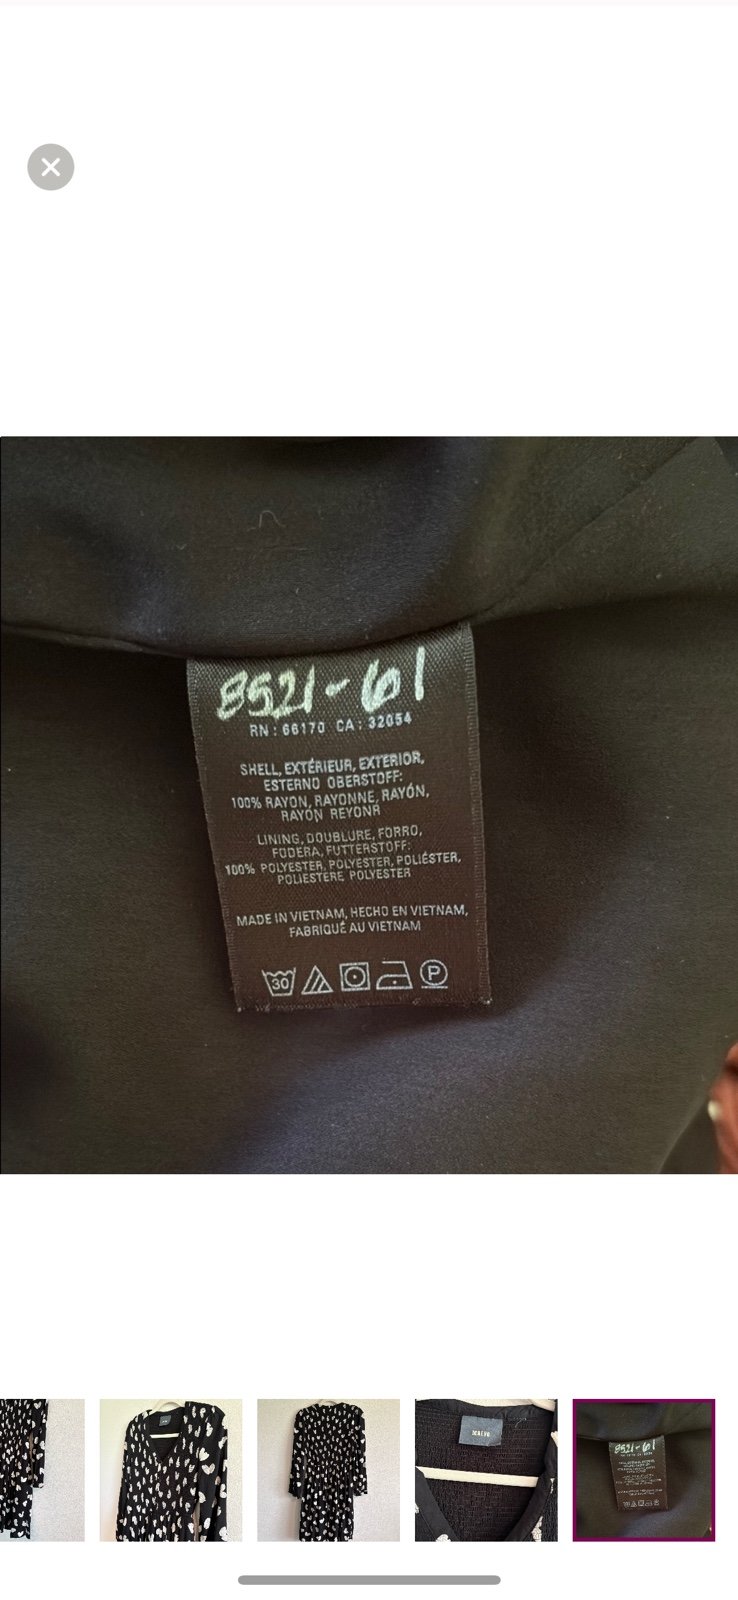 8521-61
RN : 66170 CA : 32054
SHELL, EXTÉRIEUR, EXTERIOR,
ESTERNO OBERSTOFF:
100% RAYON, RAYONNE, RAYÓN,
RAYON REYONR
LINING, DOUBLURE, FORRO,
FODERA, FUTTERSTOFF:
100% POLYESTER, POLYESTER, POLIÉSTER,
POLIESTERE POLYESTER
MADE IN VIETNAM, HECHO EN VIETNAM,
FABRIQUÉ AU VIETNAM
30 P
8521-61